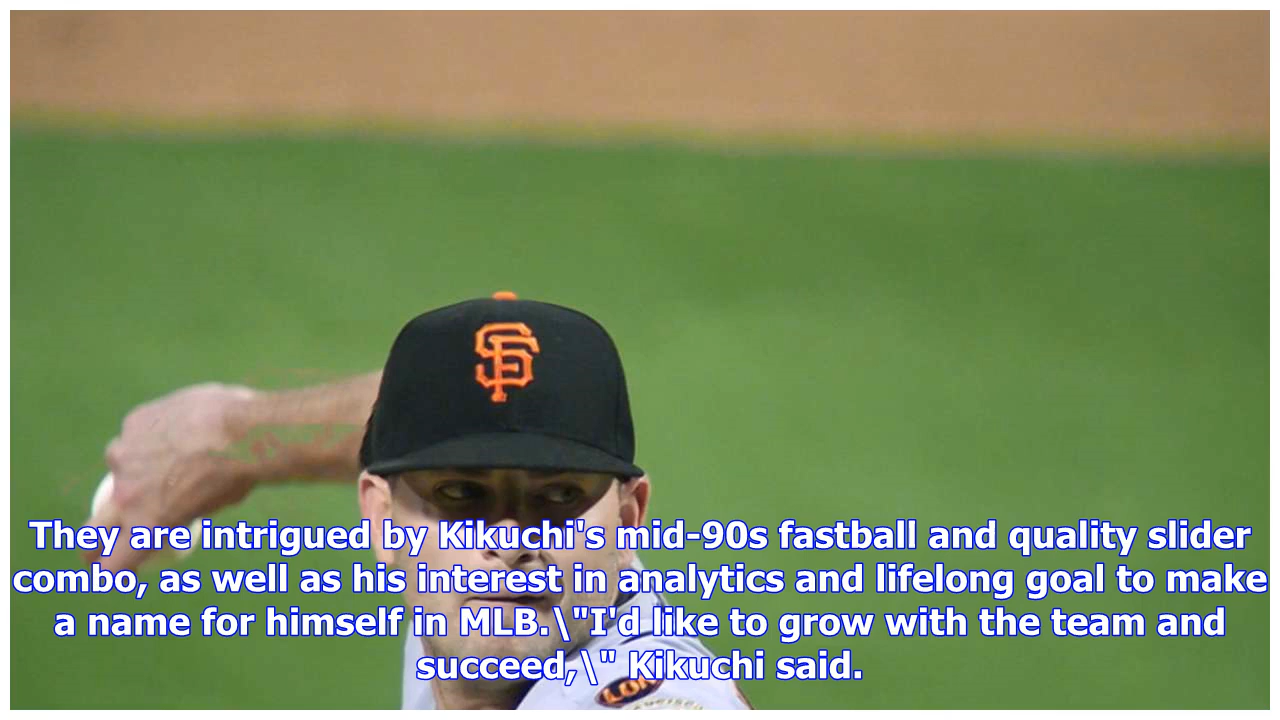 SF
They are intrigued by Kikuchi's mid-90s fastball and quality slider
combo, as well as his interest in analytics and lifelong goal to make
a name for himself in MLB.\"I'd like to grow with the team and
succeed,\" Kikuchi said.